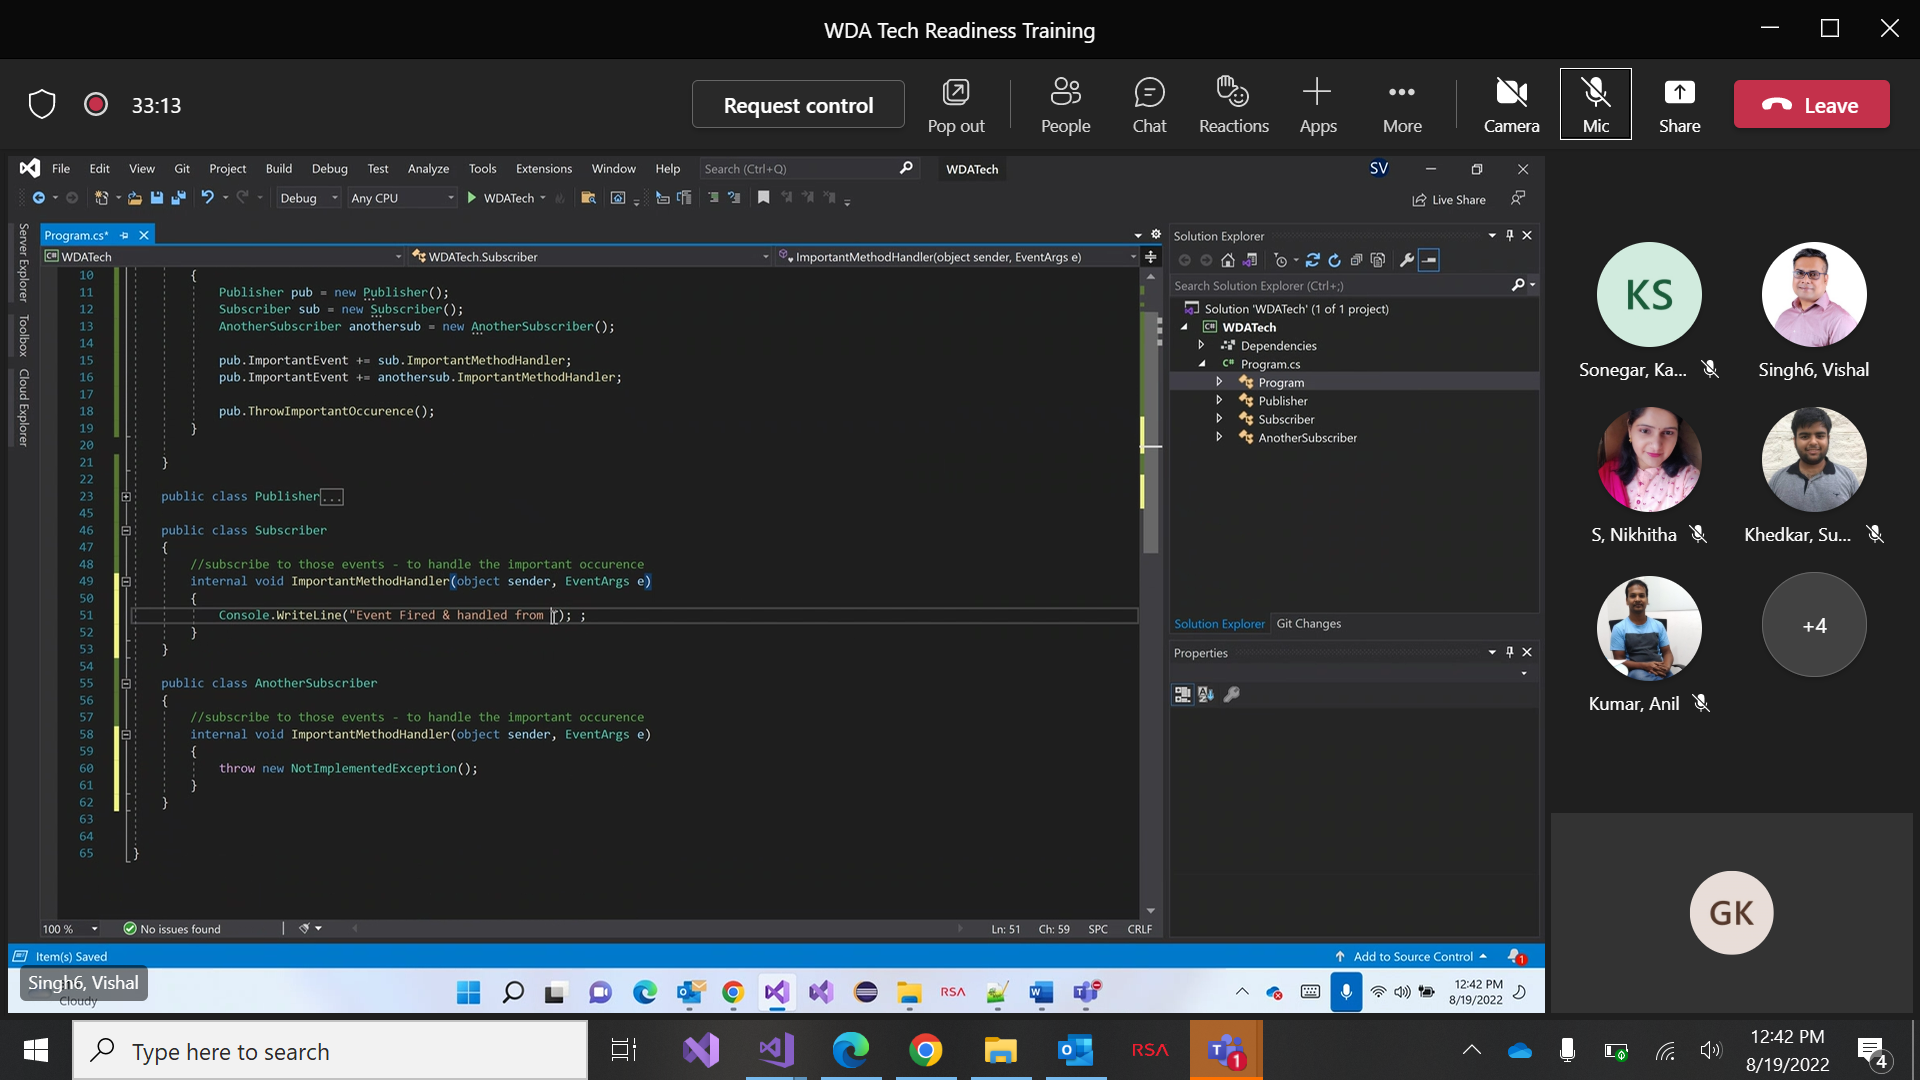 WDA Tech Readiness Training
33:13
Request control
Pop out
People
Chat
Reactions
Apps
More
Camera
Mic
Share
Leave
File Edit View Git Project Build Debug Test Analyze Tools Extensions Window Help Search (Ctrl+Q) WDATech SV
Debug Any CPU WDATech Live Share
Server Explorer
Toolbox
Cloud Explorer
Program.cs*
C# WDATech WDATech.Subscriber ImportantMethodHandler(object sender, EventArgs e)
10 {
11 Publisher pub = new Publisher();
12 Subscriber sub = new Subscriber();
13 AnotherSubscriber anothersub = new AnotherSubscriber();
14
15 pub.ImportantEvent += sub.ImportantMethodHandler;
16 pub.ImportantEvent += anothersub.ImportantMethodHandler;
17
18 pub.ThrowImportantOccurence();
19 }
20
21 }
22
23 public class Publisher...
45
46 public class Subscriber
47 {
48 //subscribe to those events - to handle the important occurence
49 internal void ImportantMethodHandler(object sender, EventArgs e)
50 {
51 Console.WriteLine("Event Fired & handled from "); ;
52 }
53 }
54
55 public class AnotherSubscriber
56 {
57 //subscribe to those events - to handle the important occurence
58 internal void ImportantMethodHandler(object sender, EventArgs e)
59 {
60 throw new NotImplementedException();
61 }
62 }
63
64
65 }
100 % No issues found Ln: 51 Ch: 59 SPC CRLF
Solution Explorer
Search Solution Explorer (Ctrl+;)
Solution 'WDATech' (1 of 1 project)
C# WDATech
Dependencies
C# Program.cs
Program
Publisher
Subscriber
AnotherSubscriber
Solution Explorer Git Changes
Properties
Item(s) Saved Add to Source Control 1
Singh6, Vishal
Cloudy
RSA
12:42 PM
8/19/2022
KS
Sonegar, Ka...
Singh6, Vishal
S, Nikhitha
Khedkar, Su...
Kumar, Anil
+4
GK
Type here to search
RSA
1
12:42 PM
8/19/2022
4